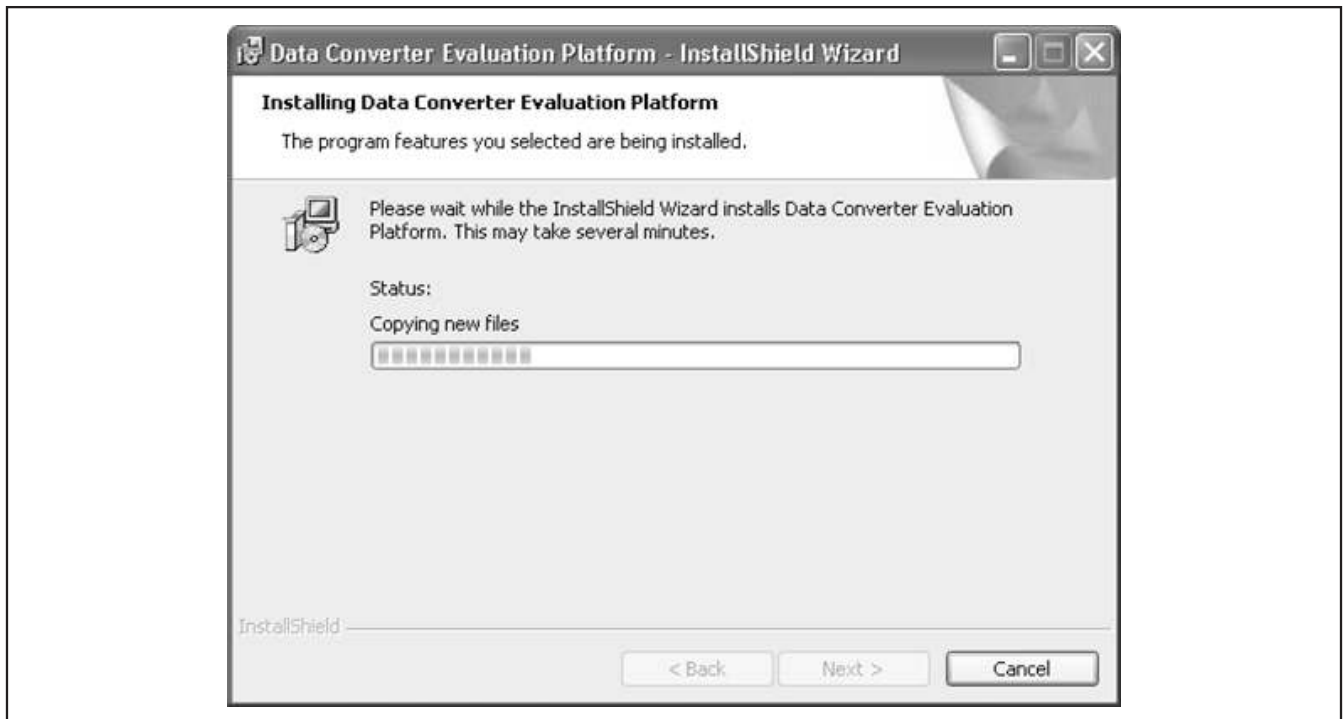 Data Converter Evaluation Platform - InstallShield Wizard
Installing Data Converter Evaluation Platform
The program features you selected are being installed.
Please wait while the InstallShield Wizard installs Data Converter Evaluation
Platform. This may take several minutes.
Status:
Copying new files
InstallShield
< Back
Next >
Cancel